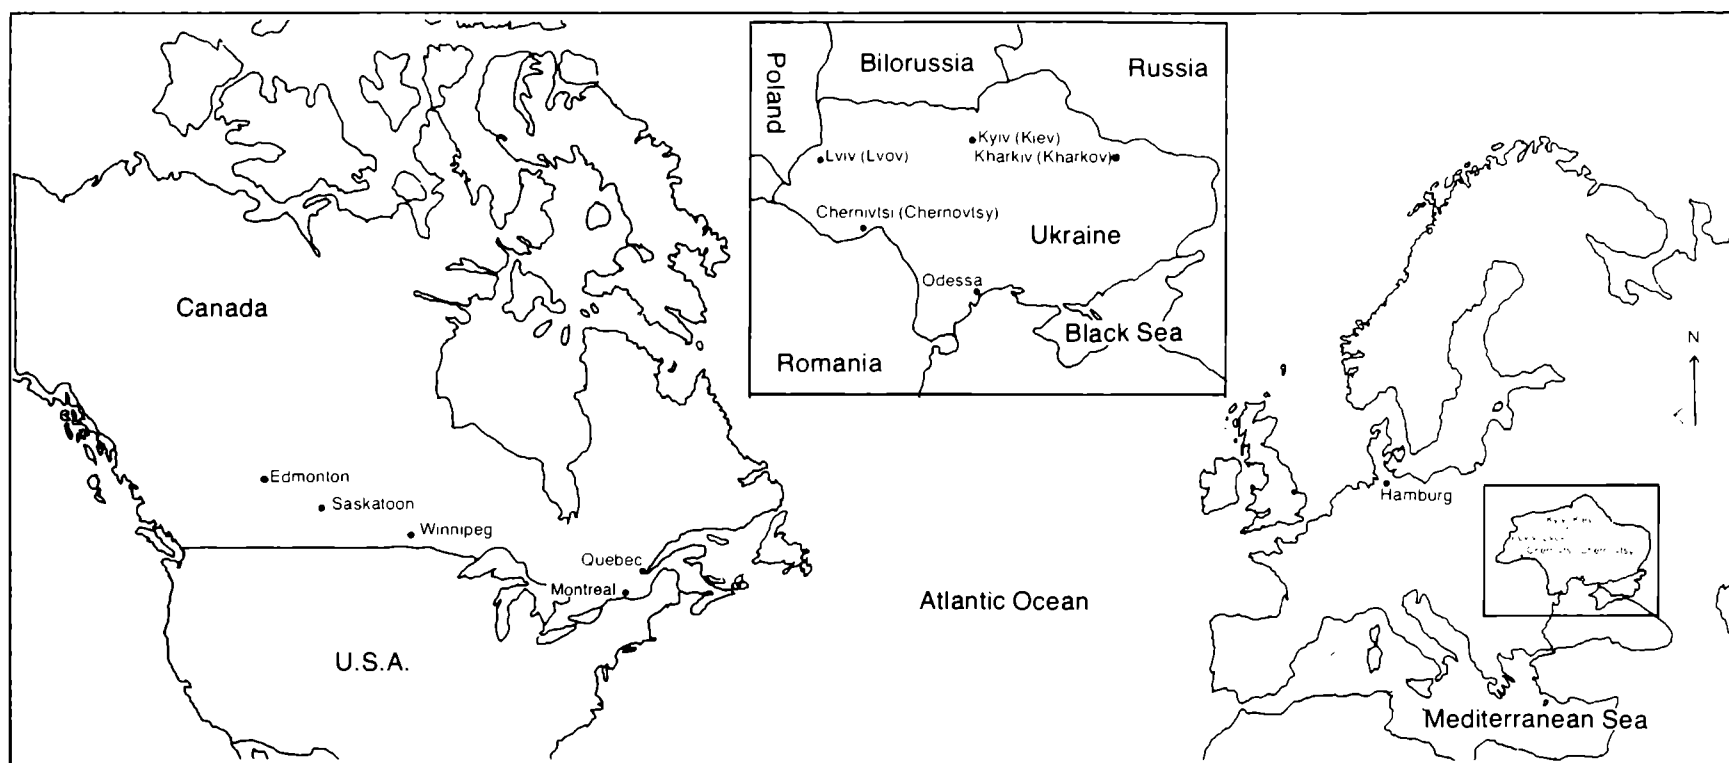 Poland
Bilorussia
Russia
Kyiv (Kiev)
Kharkiv (Kharkov)
Lviv (Lvov)
Chernivtsi (Chernovtsy)
Ukraine
Odessa
Black Sea
Romania
Canada
N
Edmonton
Saskatoon
Winnipeg
Quebec
Montreal
Hamburg
Atlantic Ocean
U.S.A.
Mediterranean Sea